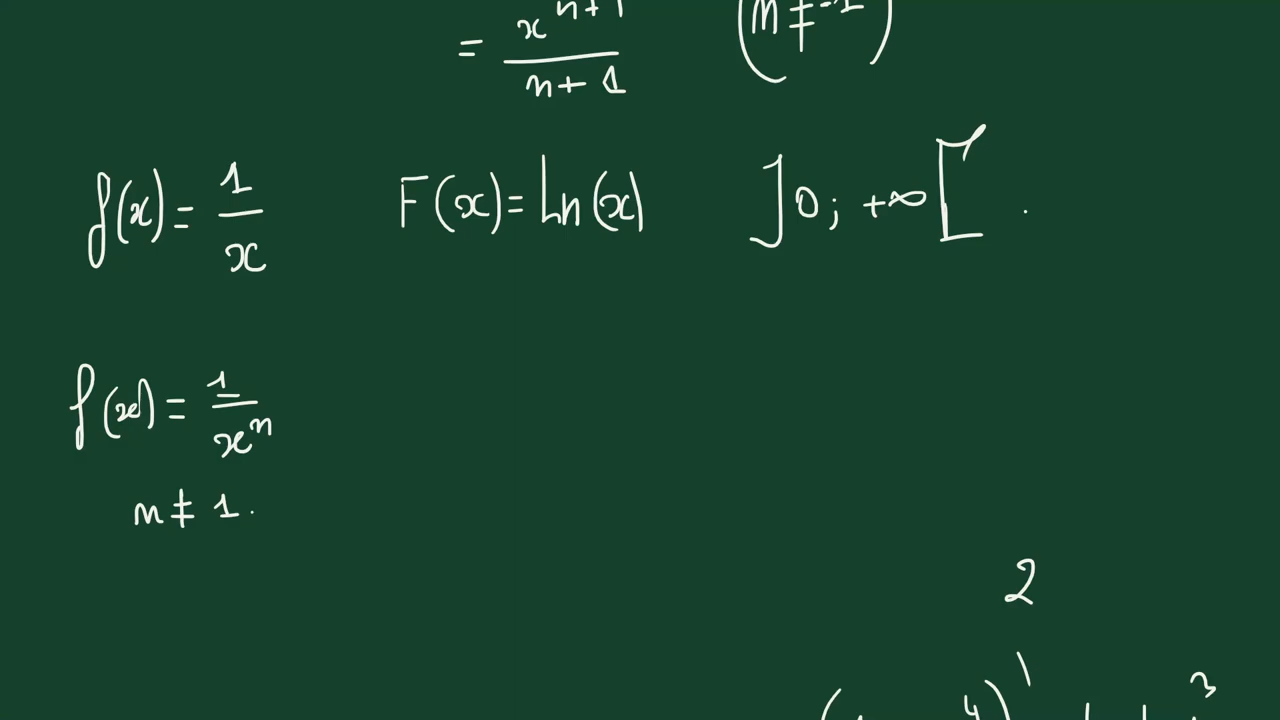 = x^{n+1} / n+1 (n ≠ -1)
f(x) = 1/x F(x) = Ln(x) ]0; +∞[ .
f(x) = 1/x^n
n ≠ 1.
2